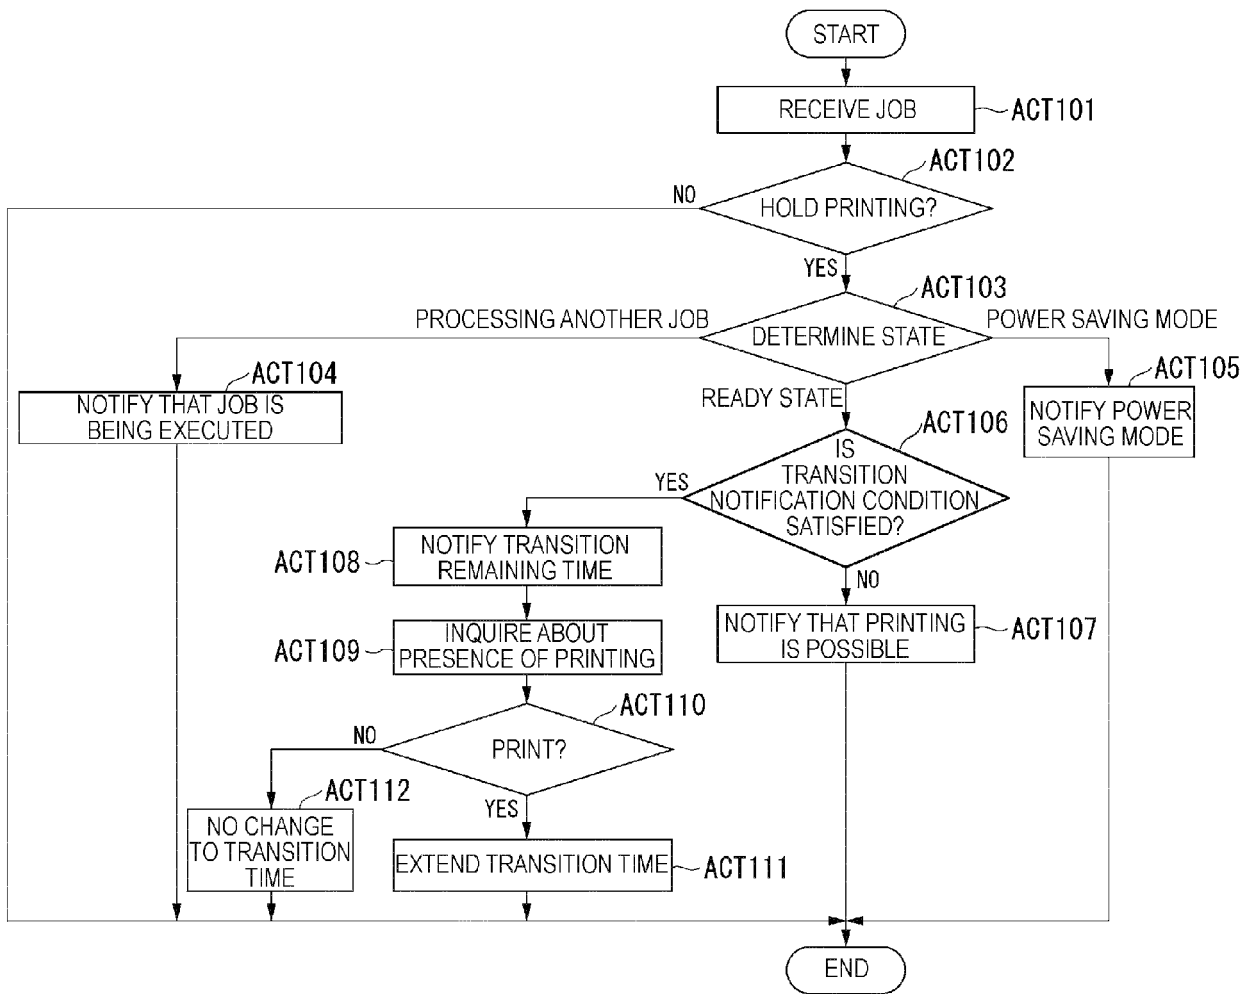 START
RECEIVE JOB
ACT101
ACT102
NO
HOLD PRINTING?
YES
ACT103
PROCESSING ANOTHER JOB
DETERMINE STATE
POWER SAVING MODE
ACT104
NOTIFY THAT JOB IS
BEING EXECUTED
READY STATE
ACT105
NOTIFY POWER
SAVING MODE
ACT106
IS
TRANSITION
NOTIFICATION CONDITION
SATISFIED?
YES
NO
ACT108
NOTIFY TRANSITION
REMAINING TIME
NOTIFY THAT PRINTING
IS POSSIBLE
ACT107
ACT109
INQUIRE ABOUT
PRESENCE OF PRINTING
ACT110
NO
PRINT?
YES
ACT112
NO CHANGE
TO TRANSITION
TIME
EXTEND TRANSITION TIME
ACT111
END